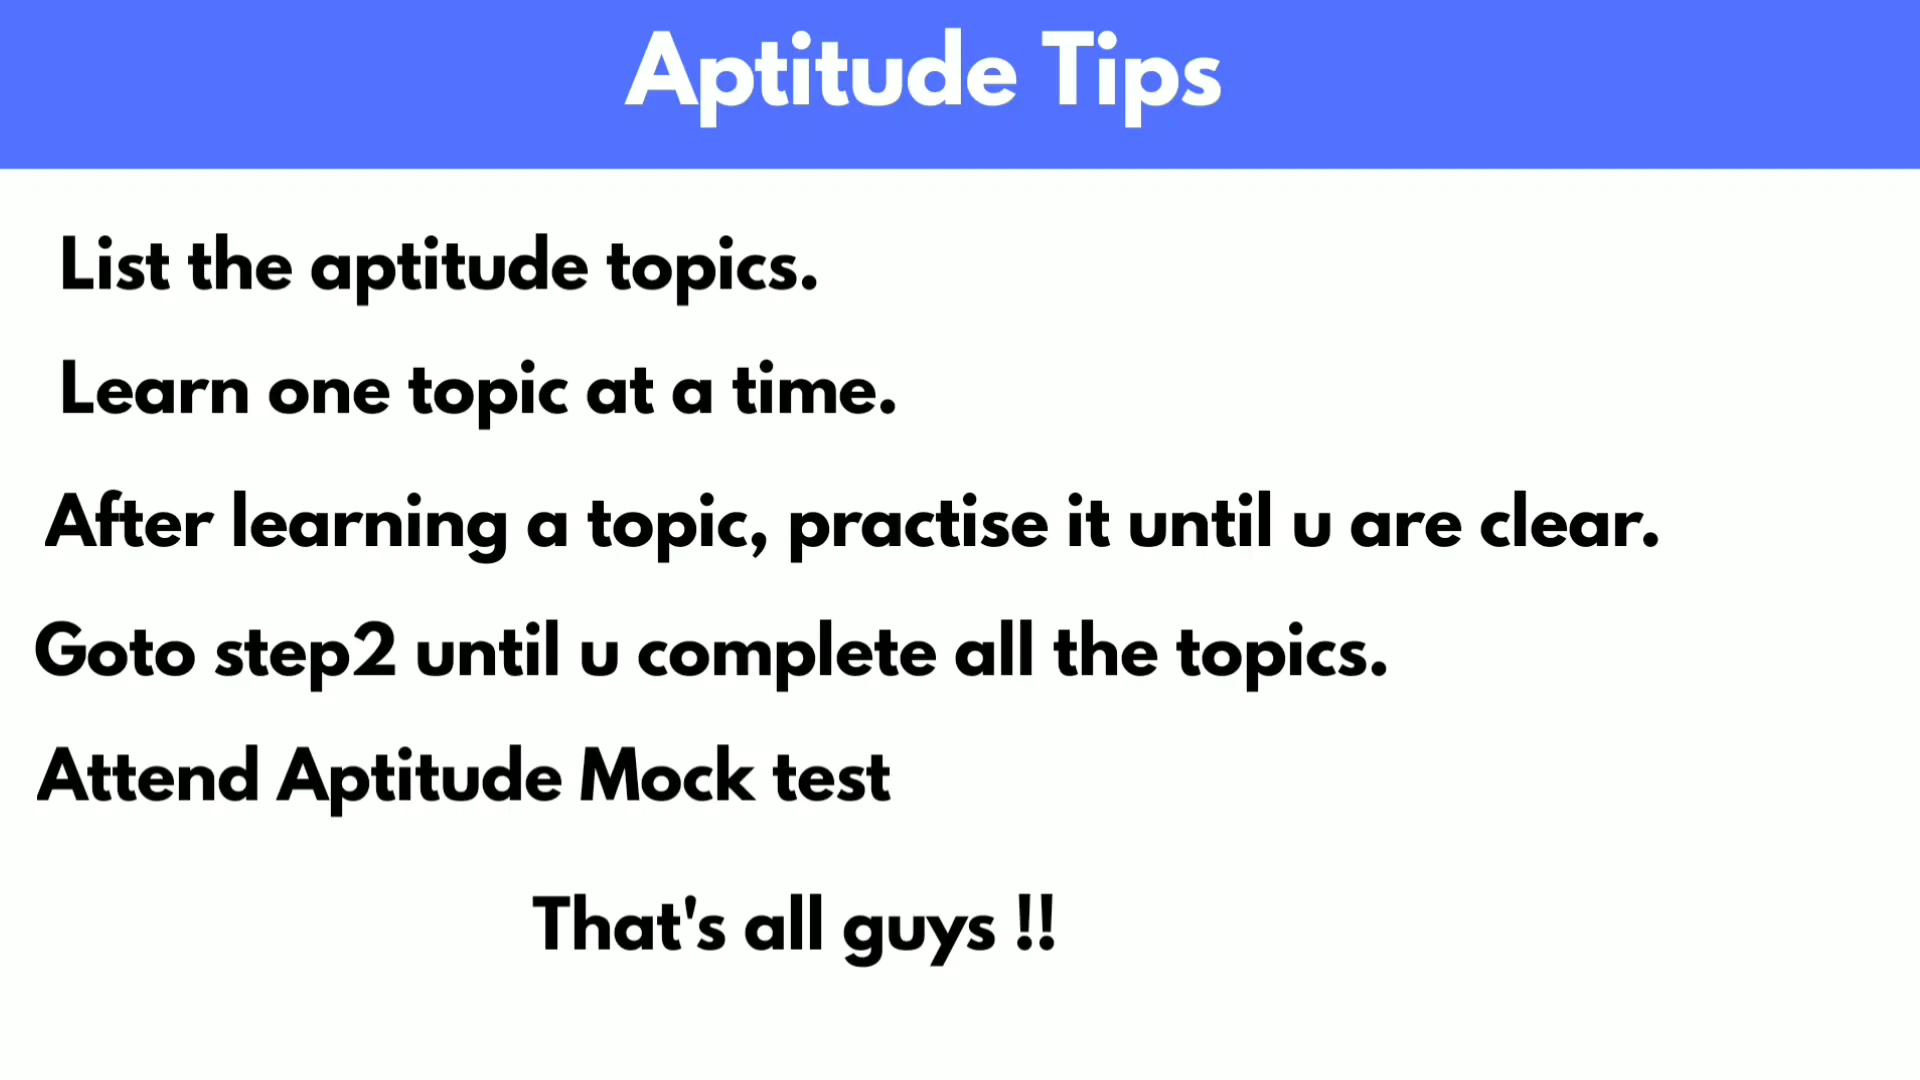 Aptitude Tips
List the aptitude topics.
Learn one topic at a time.
After learning a topic, practise it until u are clear.
Goto step2 until u complete all the topics.
Attend Aptitude Mock test
That's all guys !!